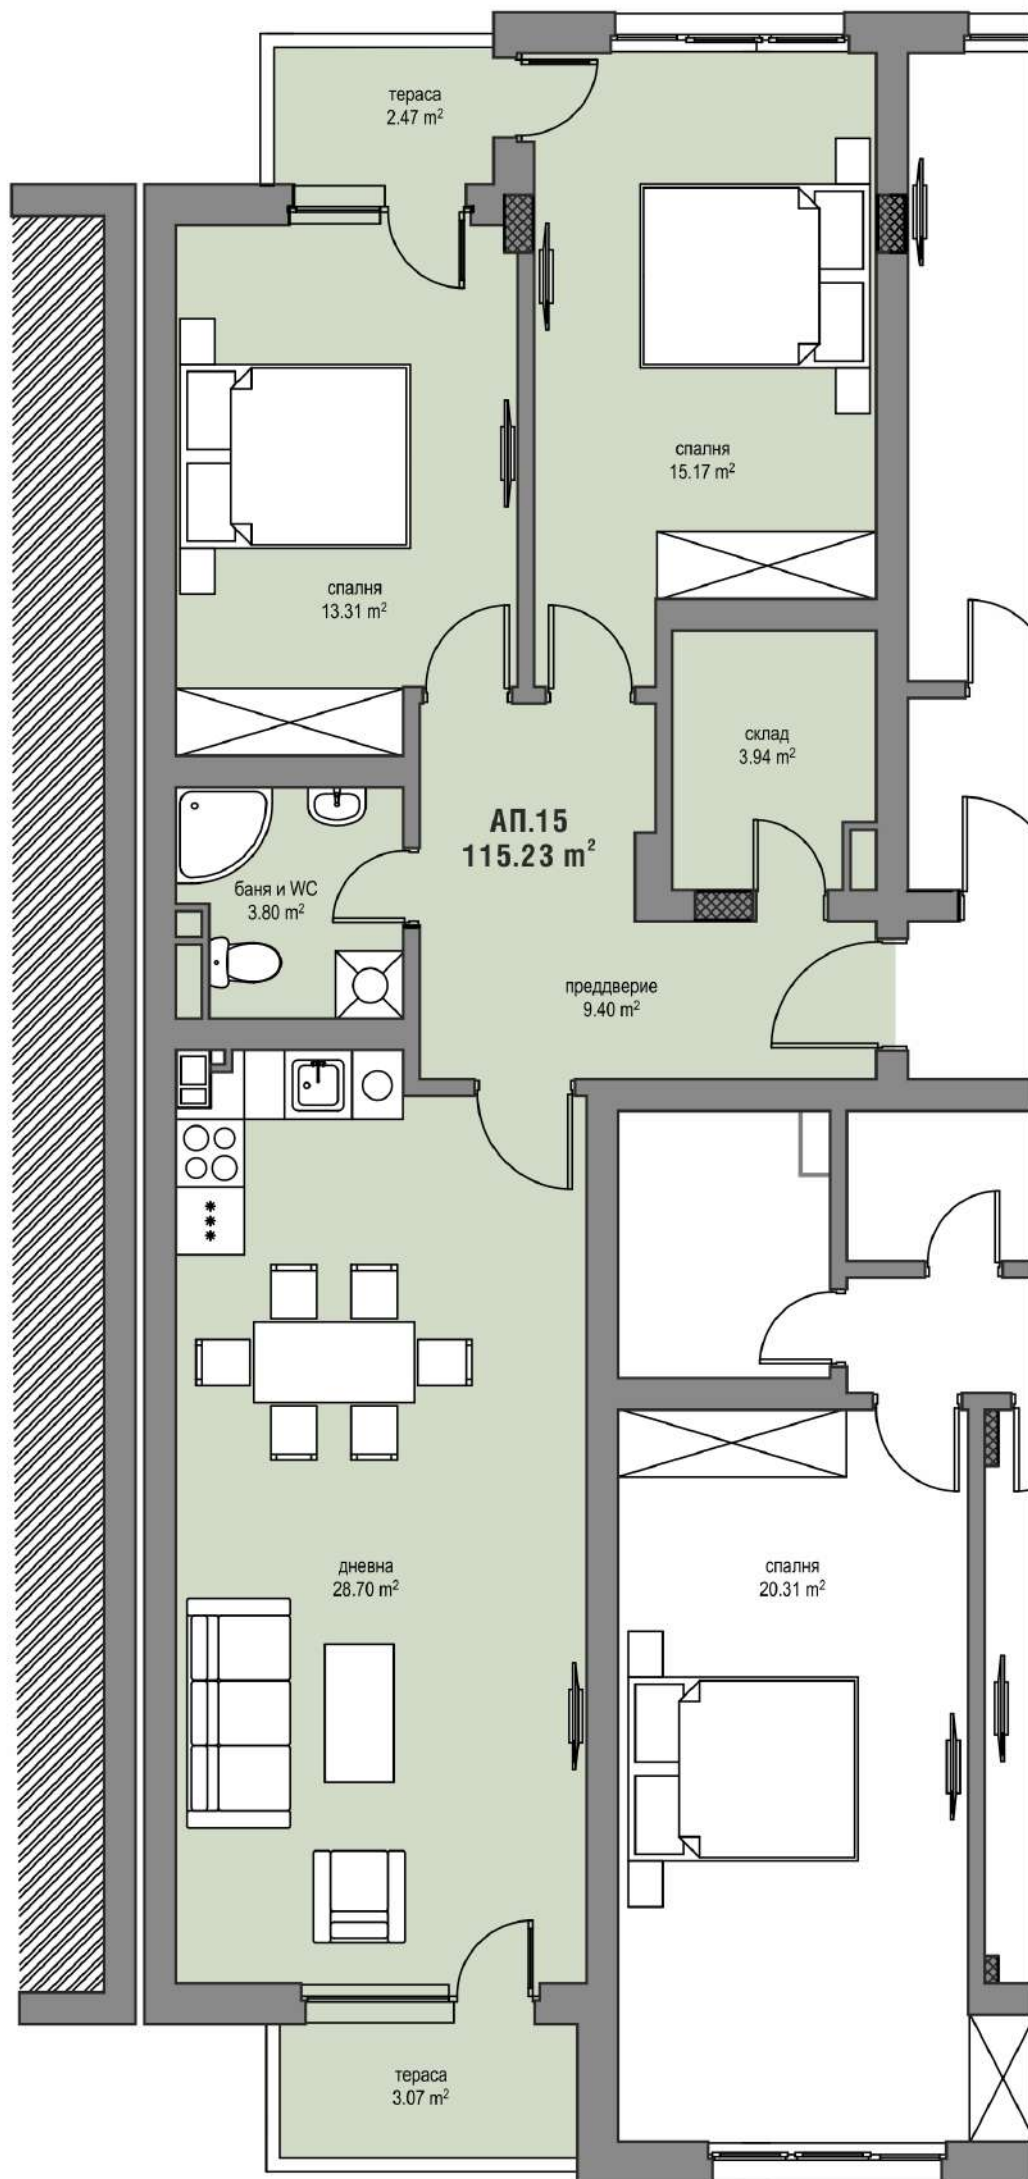 тераса
2.47 m²
спалня
15.17 m²
спалня
13.31 m²
склад
3.94 m²
АП.15
115.23 m²
баня и WC
3.80 m²
преддверие
9.40 m²
дневна
28.70 m²
спалня
20.31 m²
тераса
3.07 m²